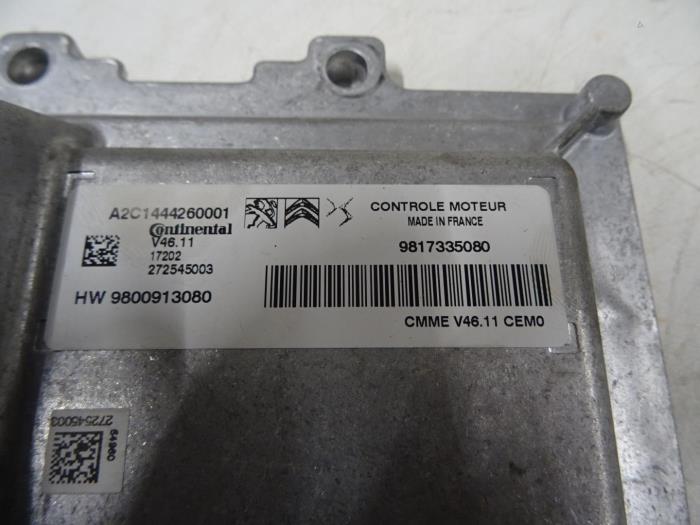 A2C1444260001
Continental
V46.11
17202
272545003
HW 9800913080
CONTROLE MOTEUR
MADE IN FRANCE
9817335080
CMME V46.11 CEM0
64960
272545003